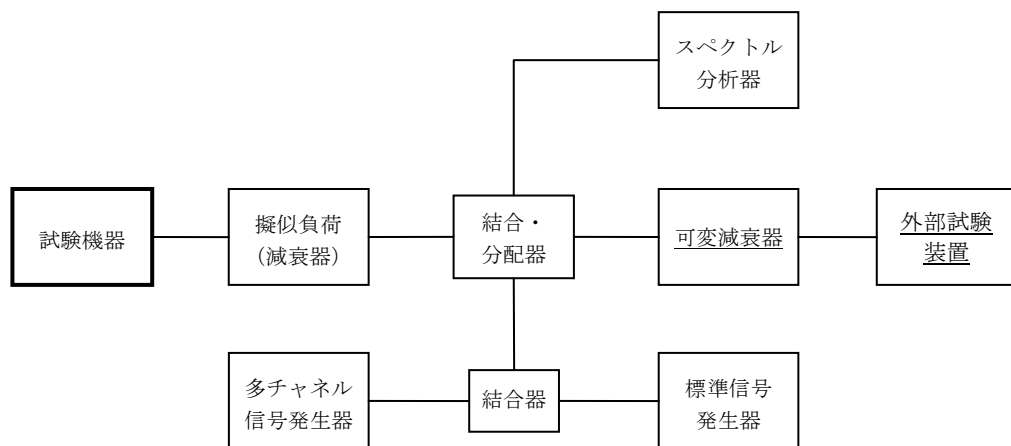 スペクトル
分析器
試験機器
擬似負荷
（減衰器）
結合・
分配器
可変減衰器
外部試験
装置
多チャネル
信号発生器
結合器
標準信号
発生器